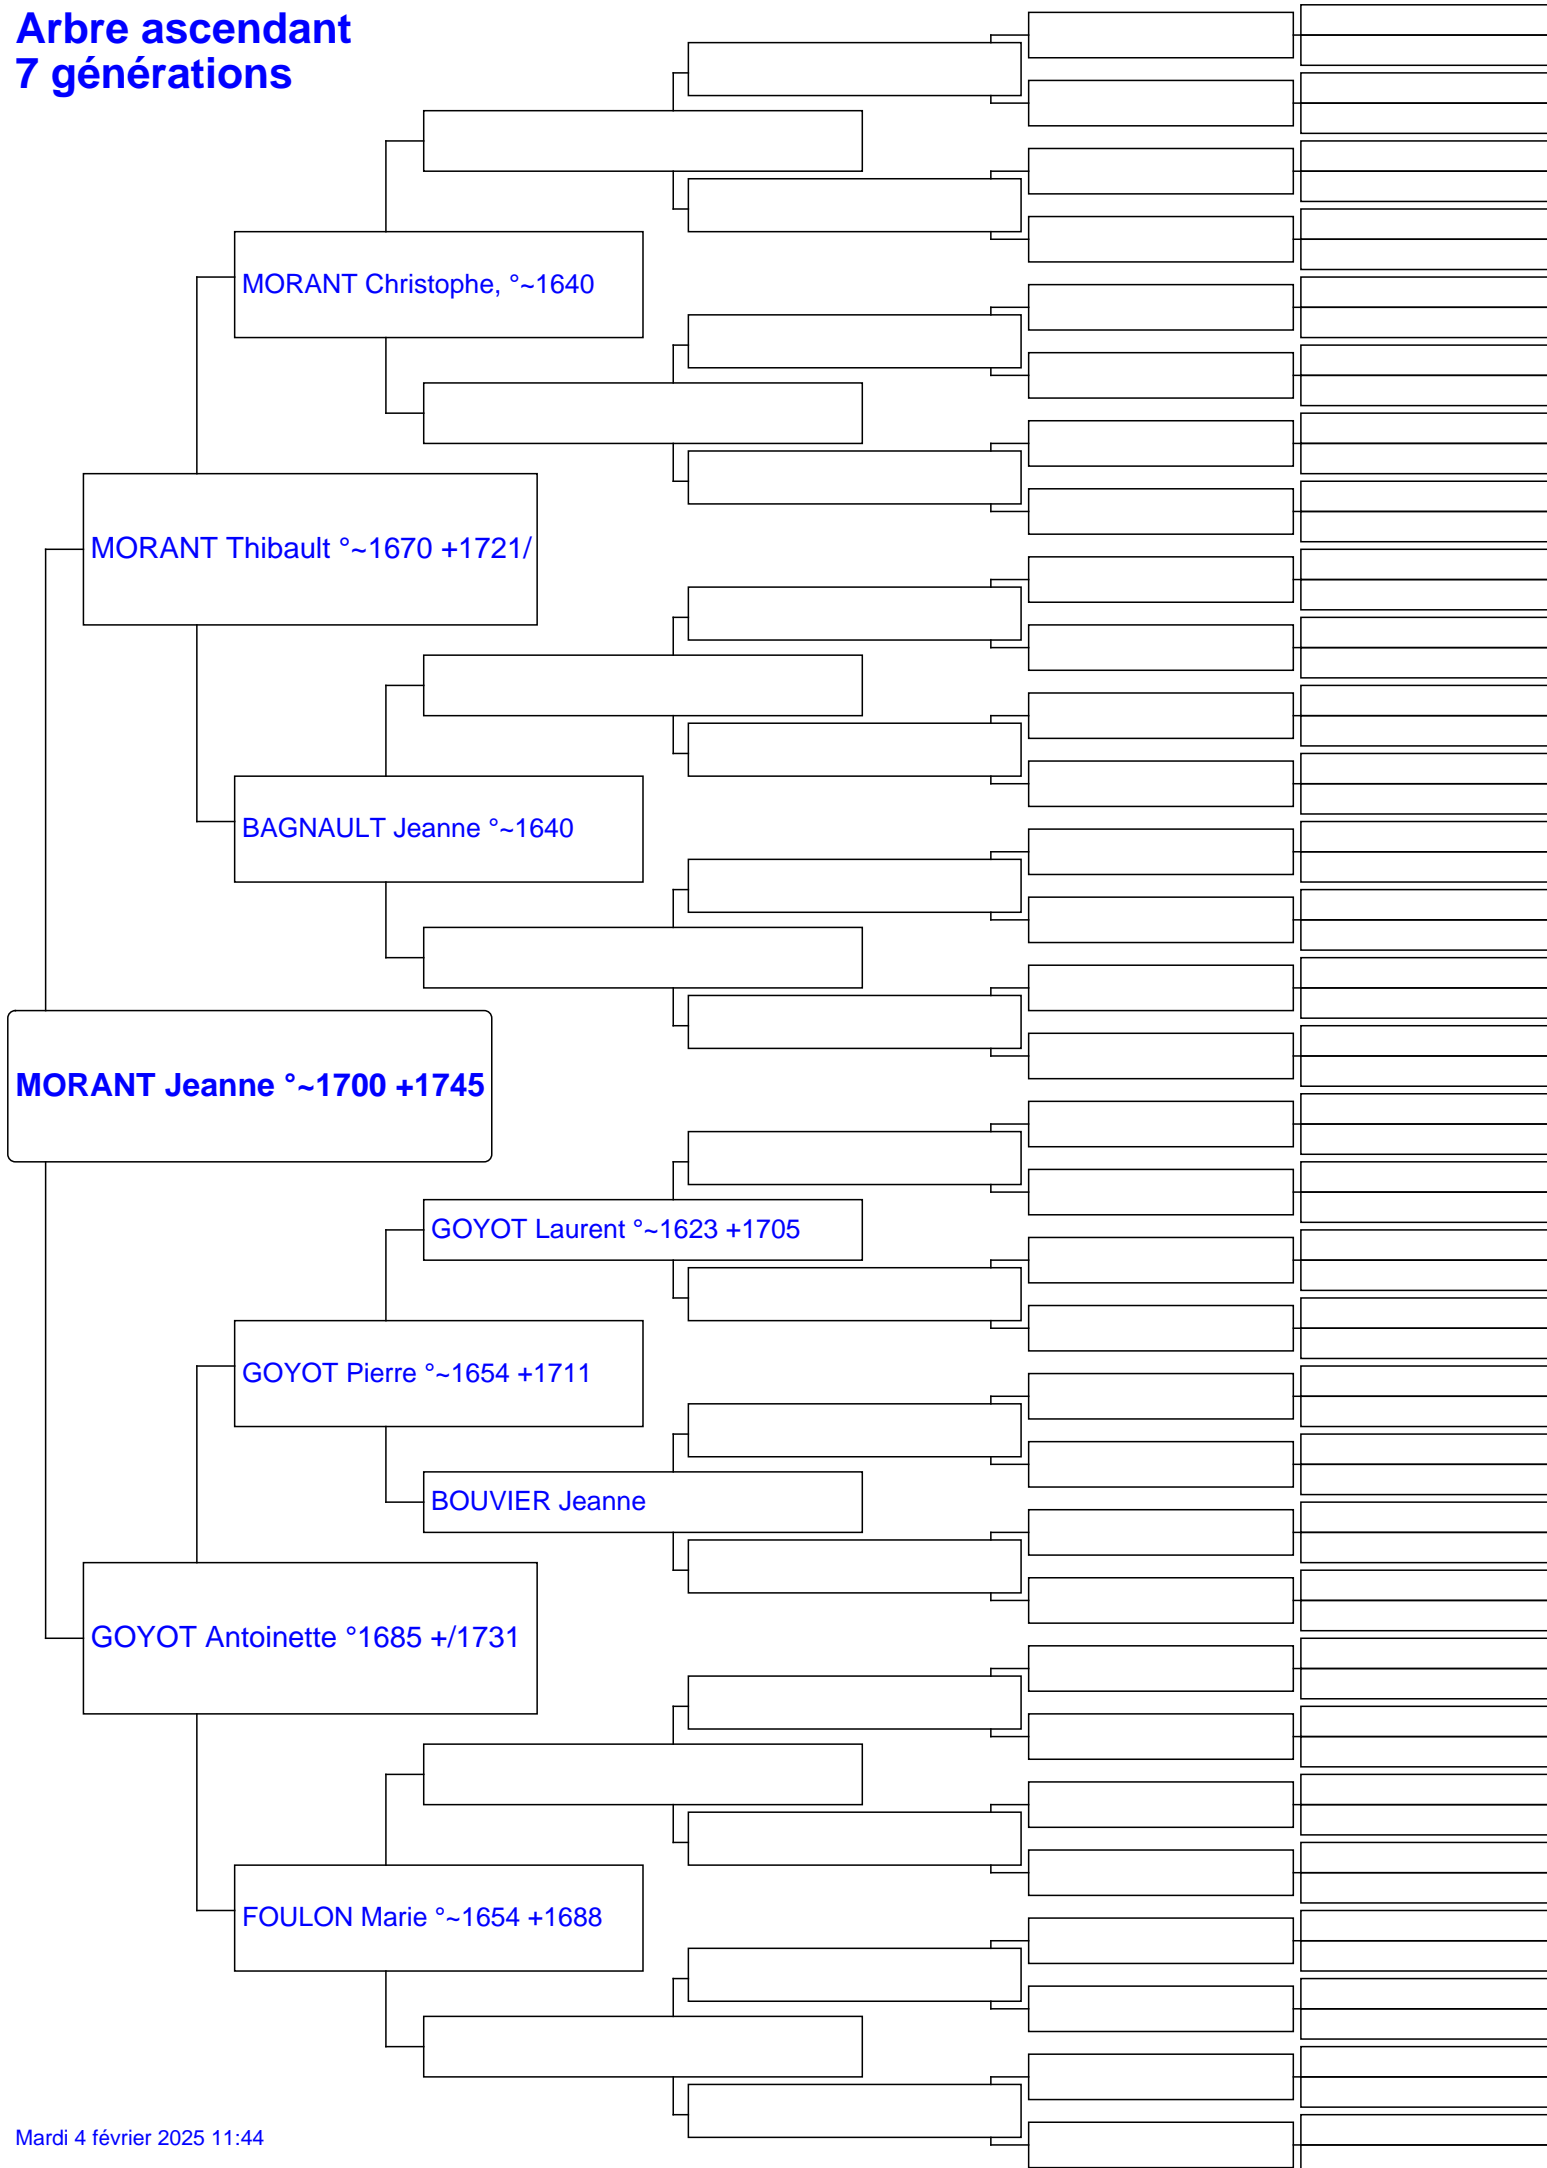 Arbre ascendant
7 générations
MORANT Christophe, °~1640
MORANT Thibault °~1670 +1721/
BAGNAULT Jeanne °~1640
MORANT Jeanne °~1700 +1745
GOYOT Laurent °~1623 +1705
GOYOT Pierre °~1654 +1711
BOUVIER Jeanne
GOYOT Antoinette °1685 +/1731
FOULON Marie °~1654 +1688
Mardi 4 février 2025 11:44